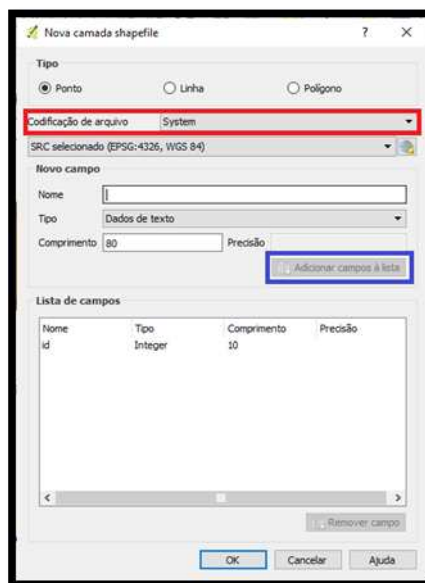 Nova camada shapefile ? X
Tipo
Ponto Linha Polígono
Codificação de arquivo System
SRC selecionado (EPSG:4326, WGS 84)
Novo campo
Nome
Tipo Dados de texto
Comprimento 80 Precisão
Adicionar campos à lista
Lista de campos
Nome Tipo Comprimento Precisão
id Integer 10
Remover campo
OK Cancelar Ajuda